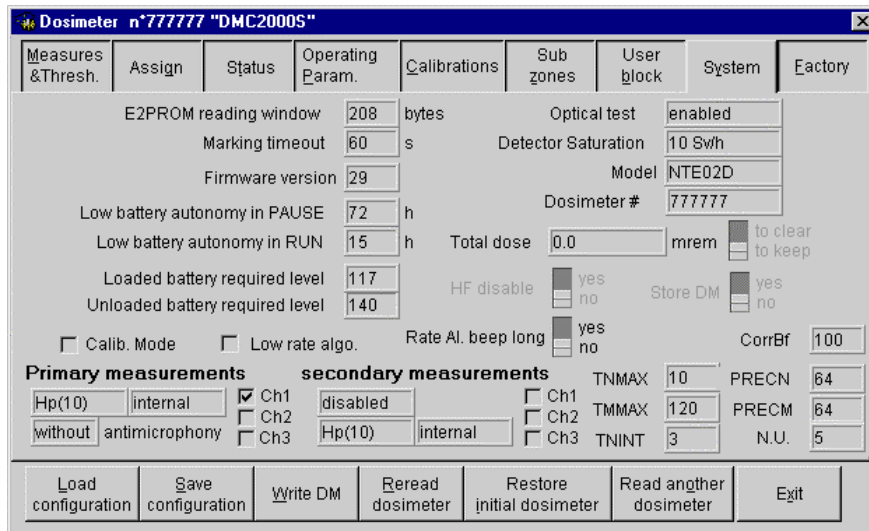 Dosimeter n°777777 "DMC2000S"
Measures &Thresh.
Assign
Status
Operating Param.
Calibrations
Sub zones
User block
System
Factory
E2PROM reading window 208 bytes
Optical test enabled
Marking timeout 60 s
Detector Saturation 10 Sv/h
Firmware version 29
Model NTE02D
Dosimeter # 777777
Low battery autonomy in PAUSE 72 h
Low battery autonomy in RUN 15 h
Total dose 0.0 mrem
to clear
to keep
Loaded battery required level 117
Unloaded battery required level 140
HF disable
yes
no
Store DM
yes
no
Calib. Mode
Low rate algo.
Rate Al. beep long
yes
no
CorrBf 100
Primary measurements
secondary measurements
Hp(10) internal
Ch1
Ch2
Ch3
without antimicrophony
disabled
Hp(10) internal
Ch1
Ch2
Ch3
TNMAX 10 PRECN 64
TMMAX 120 PRECM 64
TNINT 3 N.U. 5
Load configuration
Save configuration
Write DM
Reread dosimeter
Restore initial dosimeter
Read another dosimeter
Exit